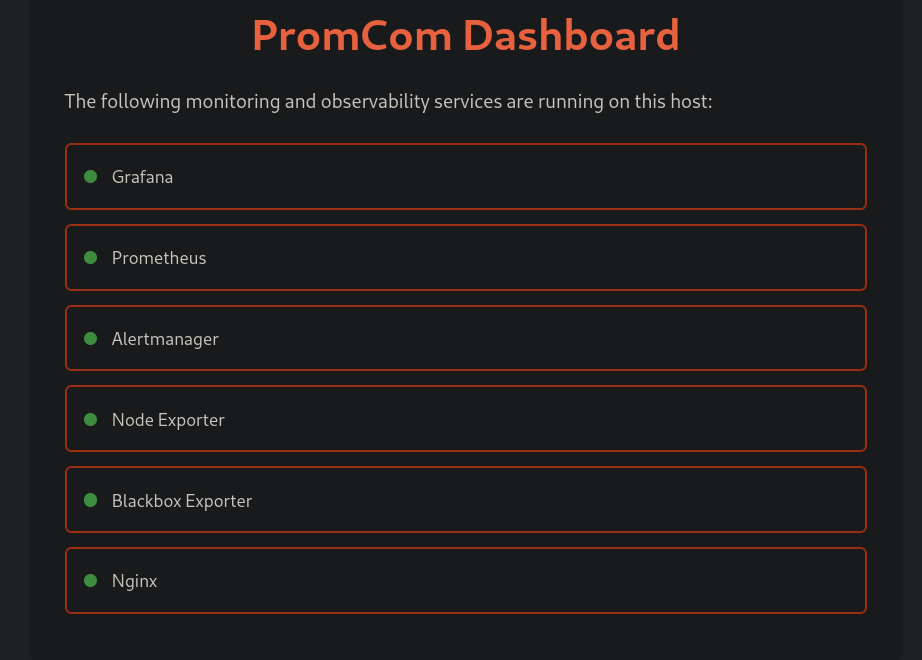 PromCom Dashboard
The following monitoring and observability services are running on this host:
Grafana
Prometheus
Alertmanager
Node Exporter
Blackbox Exporter
Nginx